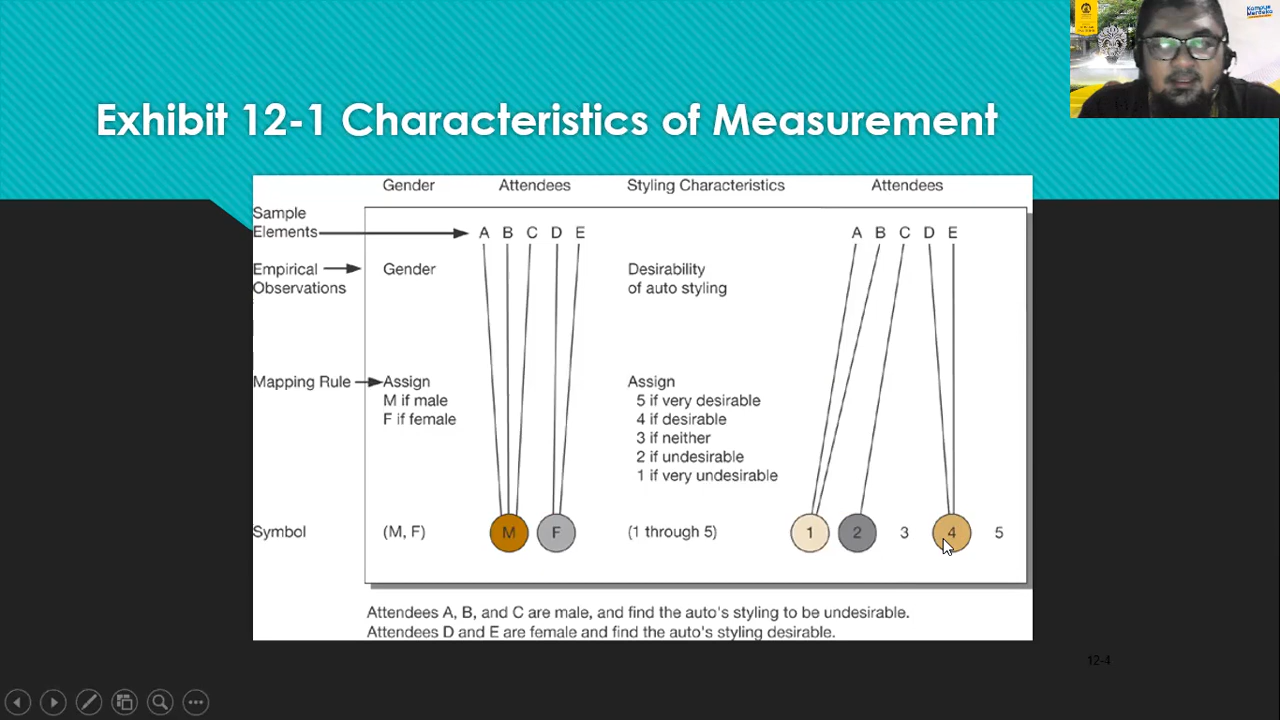 Kampus
Merdeka
Exhibit 12-1 Characteristics of Measurement
Gender Attendees Styling Characteristics Attendees
Sample
Elements
A B C D E A B C D E
Empirical
Observations
Gender
Desirability
of auto styling
Mapping Rule
Assign
M if male
F if female
Assign
5 if very desirable
4 if desirable
3 if neither
2 if undesirable
1 if very undesirable
Symbol (M, F) M F (1 through 5) 1 2 3 4 5
Attendees A, B, and C are male, and find the auto's styling to be undesirable.
Attendees D and E are female and find the auto's styling desirable.
12-4